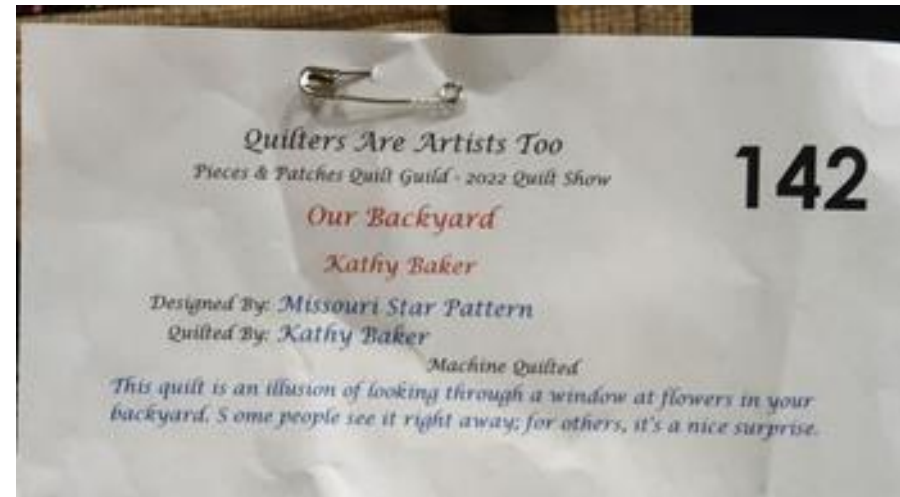 Quilters Are Artists Too
Pieces & Patches Quilt Guild - 2022 Quilt Show
142
Our Backyard
Kathy Baker
Designed By: Missouri Star Pattern
Quilted By: Kathy Baker
Machine Quilted
This quilt is an illusion of looking through a window at flowers in your
backyard. S ome people see it right away; for others, it's a nice surprise.